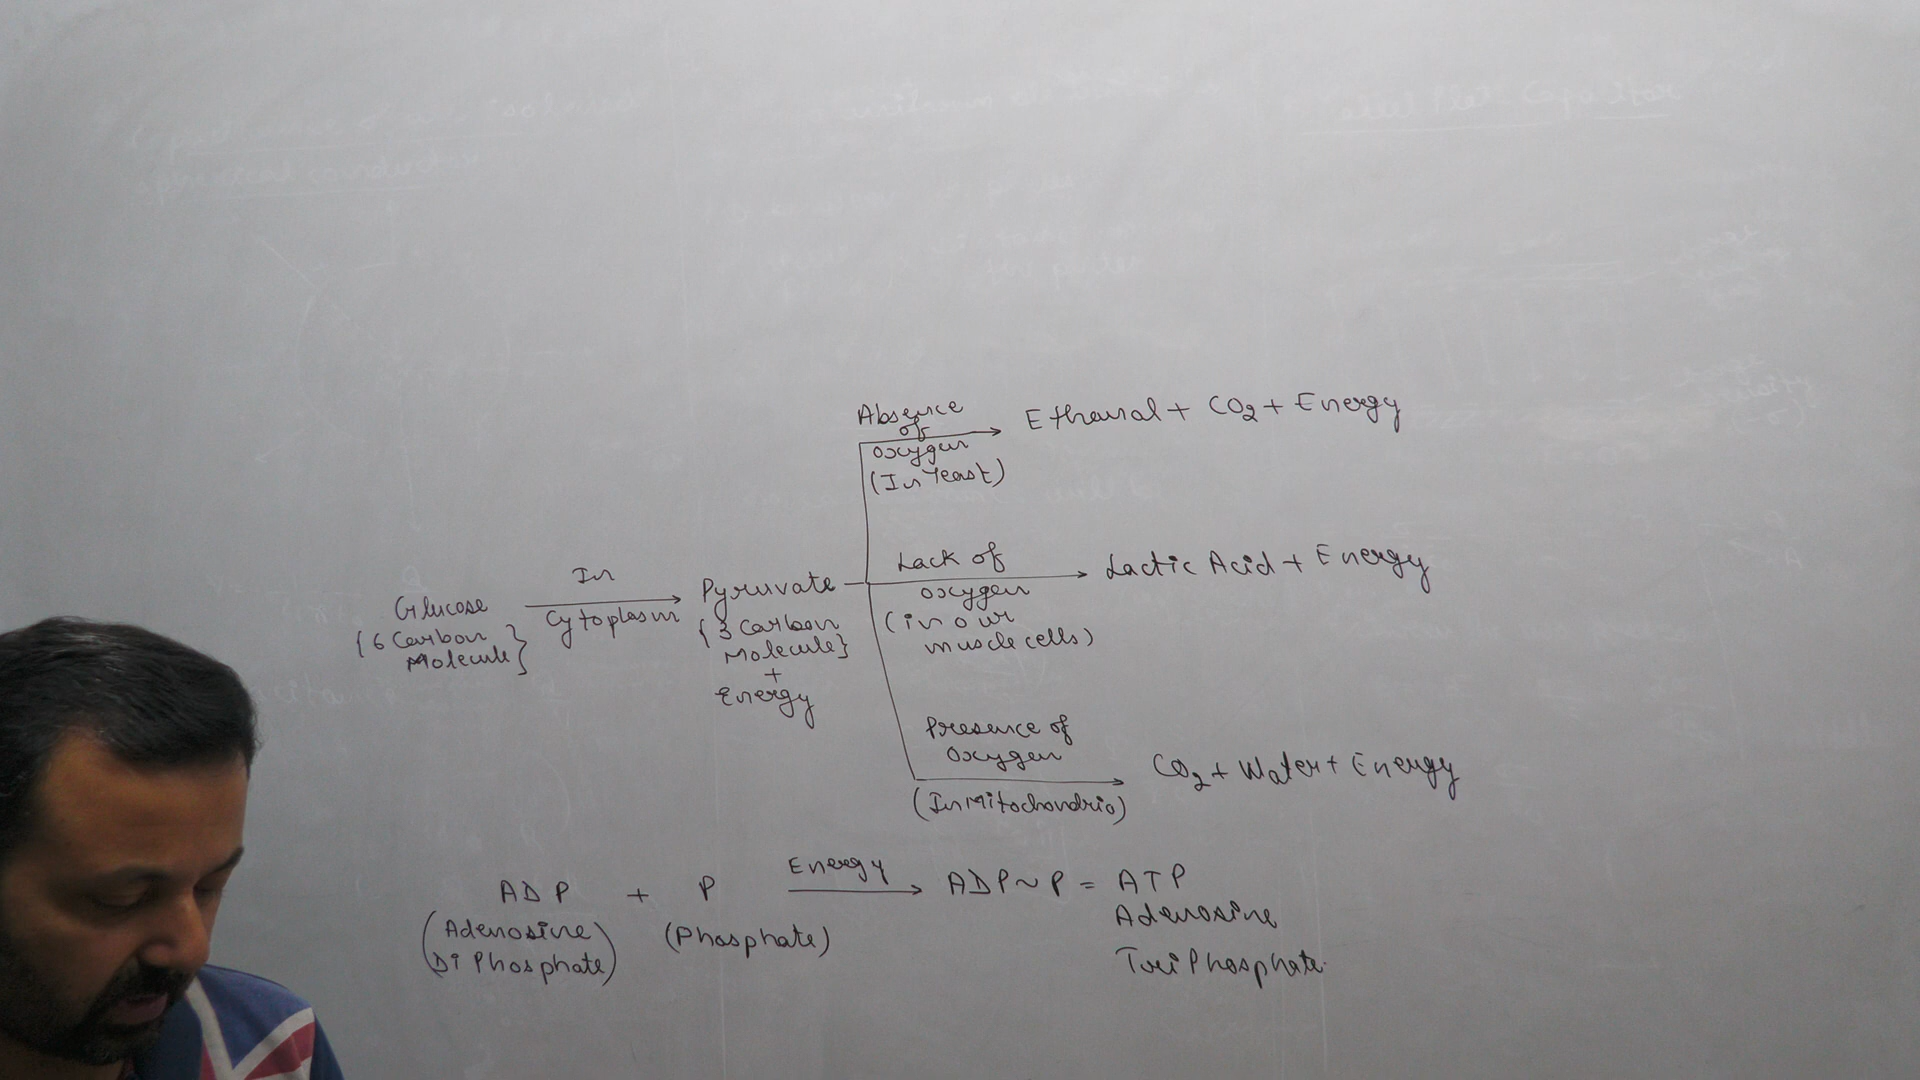 Absence
of
oxygen
(In Yeast)
Ethanol + CO2 + Energy
Lack of
oxygen
(in our
muscle cells)
Lactic Acid + Energy
Glucose
{6 Carbon
Molecule}
In
Cytoplasm
Pyruvate
{3 Carbon
Molecule}
+
Energy
Presence of
Oxygen
(In Mitochondria)
CO2 + Water + Energy
ADP + P Energy ADP~P = ATP
(Adenosine
Di Phosphate)
(Phosphate)
Adenosine
Tri Phosphate.